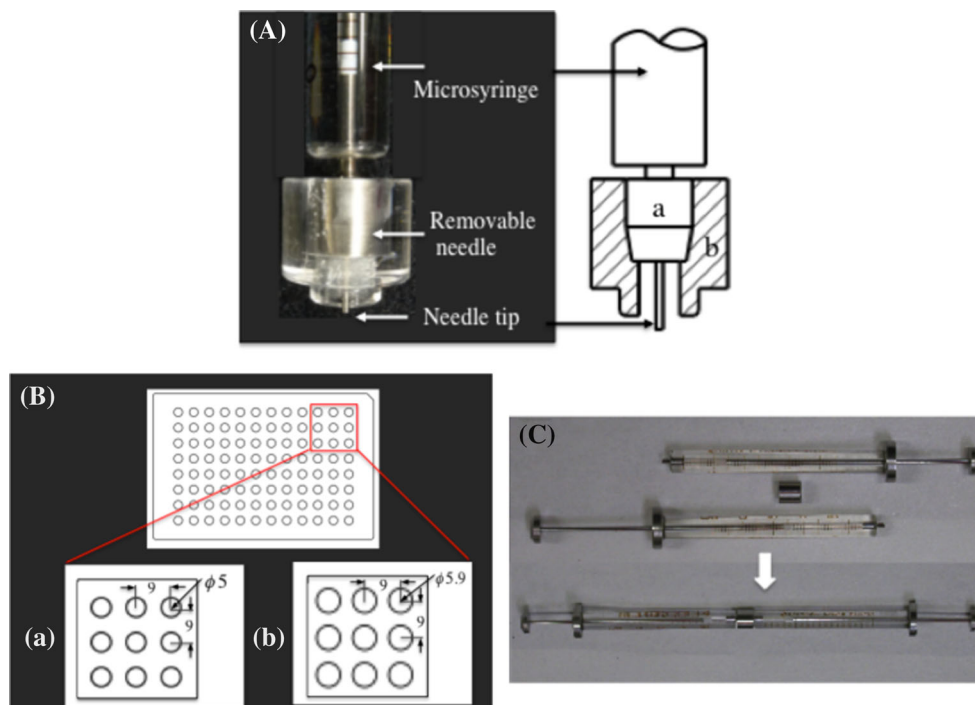 (A)
Microsyringe
a
Removable
needle
b
Needle tip
(B)
9
ϕ5
9
(a)
9
ϕ5.9
9
(b)
(C)